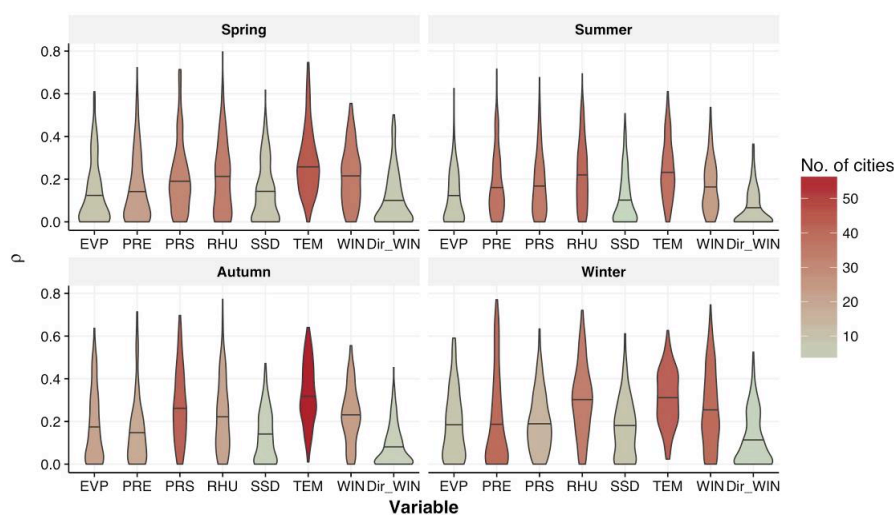 Spring
Summer
0.8
0.6
0.4
0.2
0.0
EVP PRE PRS RHU SSD TEM WIN Dir_WIN
EVP PRE PRS RHU SSD TEM WIN Dir_WIN
Autumn
Winter
0.8
0.6
0.4
0.2
0.0
EVP PRE PRS RHU SSD TEM WIN Dir_WIN
EVP PRE PRS RHU SSD TEM WIN Dir_WIN
ρ
Variable
No. of cities
50
40
30
20
10